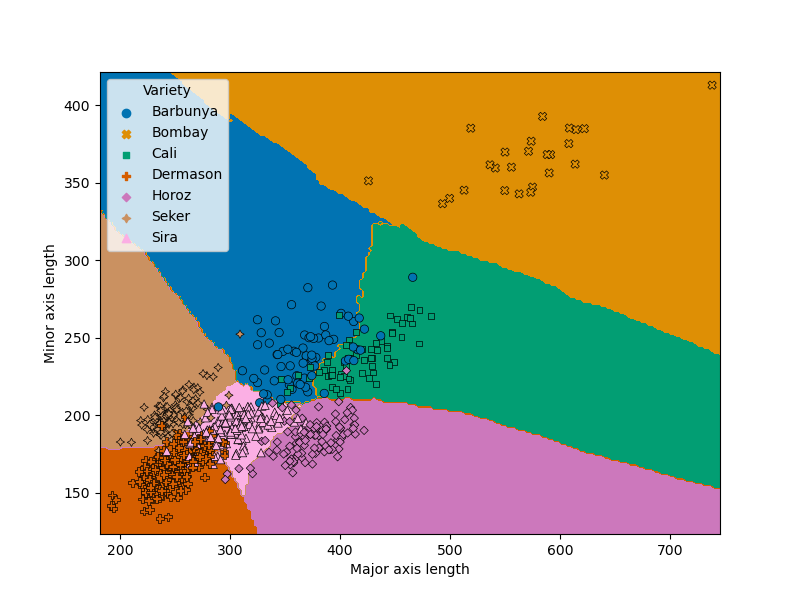 Variety
Barbunya
Bombay
Cali
Dermason
Horoz
Seker
Sira
400
350
300
250
200
150
Minor axis length
200 300 400 500 600 700
Major axis length